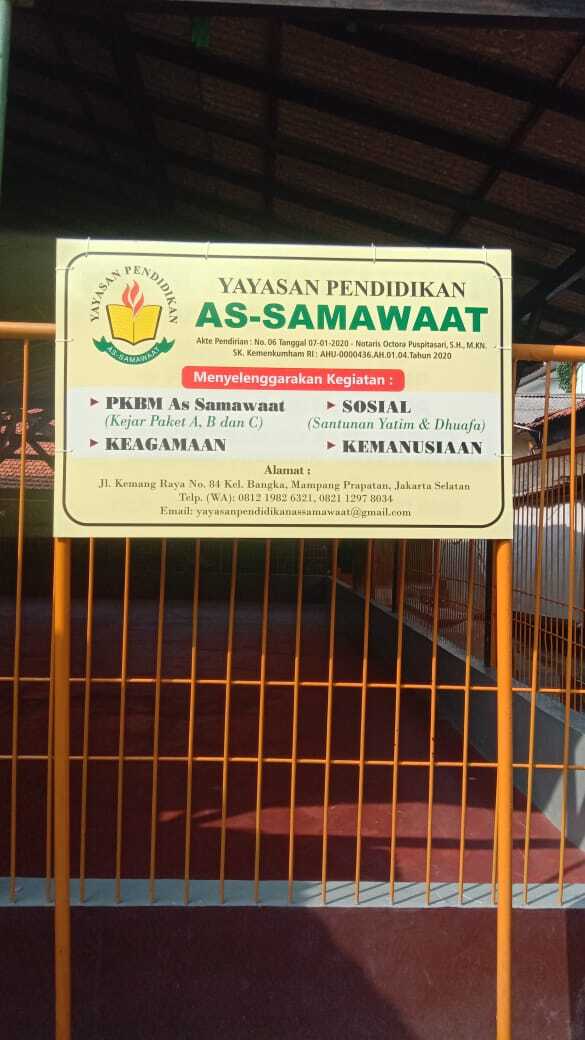 YAYASAN PENDIDIKAN
AS-SAMAWAAT
YAYASAN PENDIDIKAN
AS-SAMAWAAT
Akte Pendirian : No. 06 Tanggal 07-01-2020 - Notaris Octora Puspitasari, S.H., M.KN.
SK. Kemenkumham RI : AHU-0000436.AH.01.04.Tahun 2020
Menyelenggarakan Kegiatan :
PKBM As Samawaat
(Kejar Paket A, B dan C)
KEAGAMAAN
SOSIAL
(Santunan Yatim & Dhuafa)
KEMANUSIAAN
Alamat :
Jl. Kemang Raya No. 84 Kel. Bangka, Mampang Prapatan, Jakarta Selatan
Telp. (WA): 0812 1982 6321, 0821 1297 8034
Email: yayasanpendidikanassamawaat@gmail.com